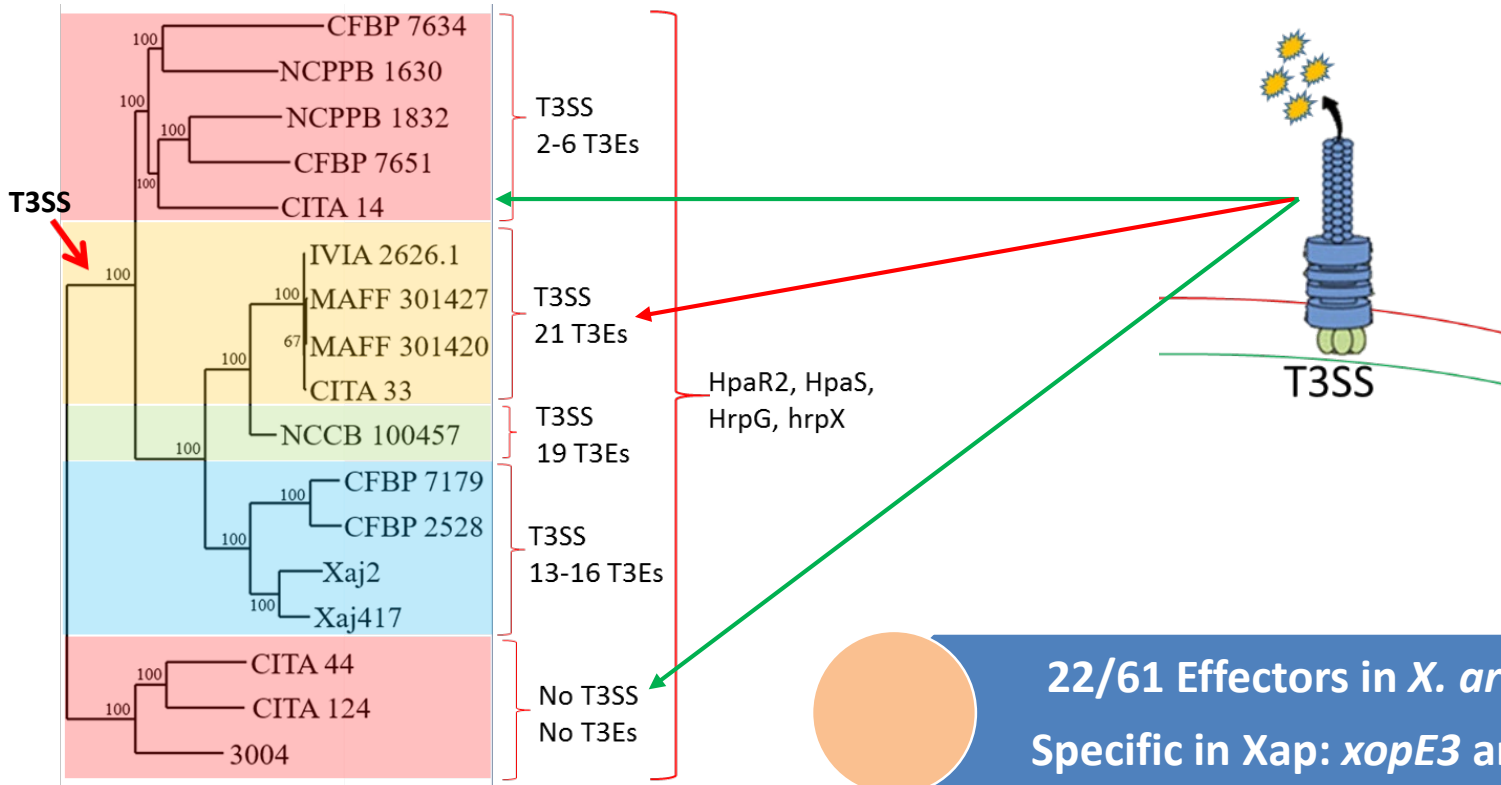 100
CFBP 7634
NCPPB 1630
100
100
NCPPB 1832
CFBP 7651
100
CITA 14
T3SS
2-6 T3Es
T3SS
100
IVIA 2626.1
100
MAFF 301427
67
MAFF 301420
CITA 33
T3SS
21 T3Es
100
NCCB 100457
T3SS
19 T3Es
100
CFBP 7179
100
CFBP 2528
100
Xaj2
100
Xaj417
T3SS
13-16 T3Es
CITA 44
100
CITA 124
100
3004
No T3SS
No T3Es
HpaR2, HpaS,
HrpG, hrpX
T3SS
22/61 Effectors in X. ar
Specific in Xap: xopE3 an